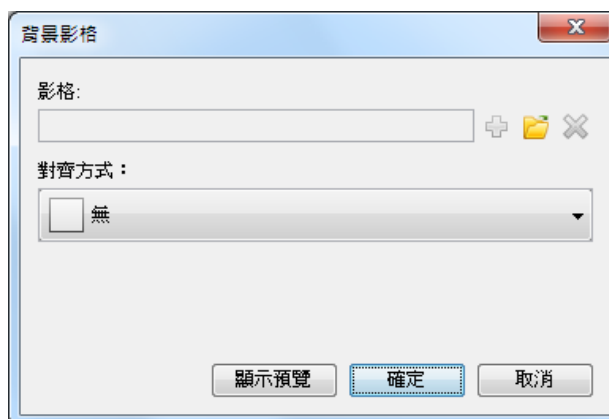 背景影格
影格:
對齊方式：
無
顯示預覽 確定 取消